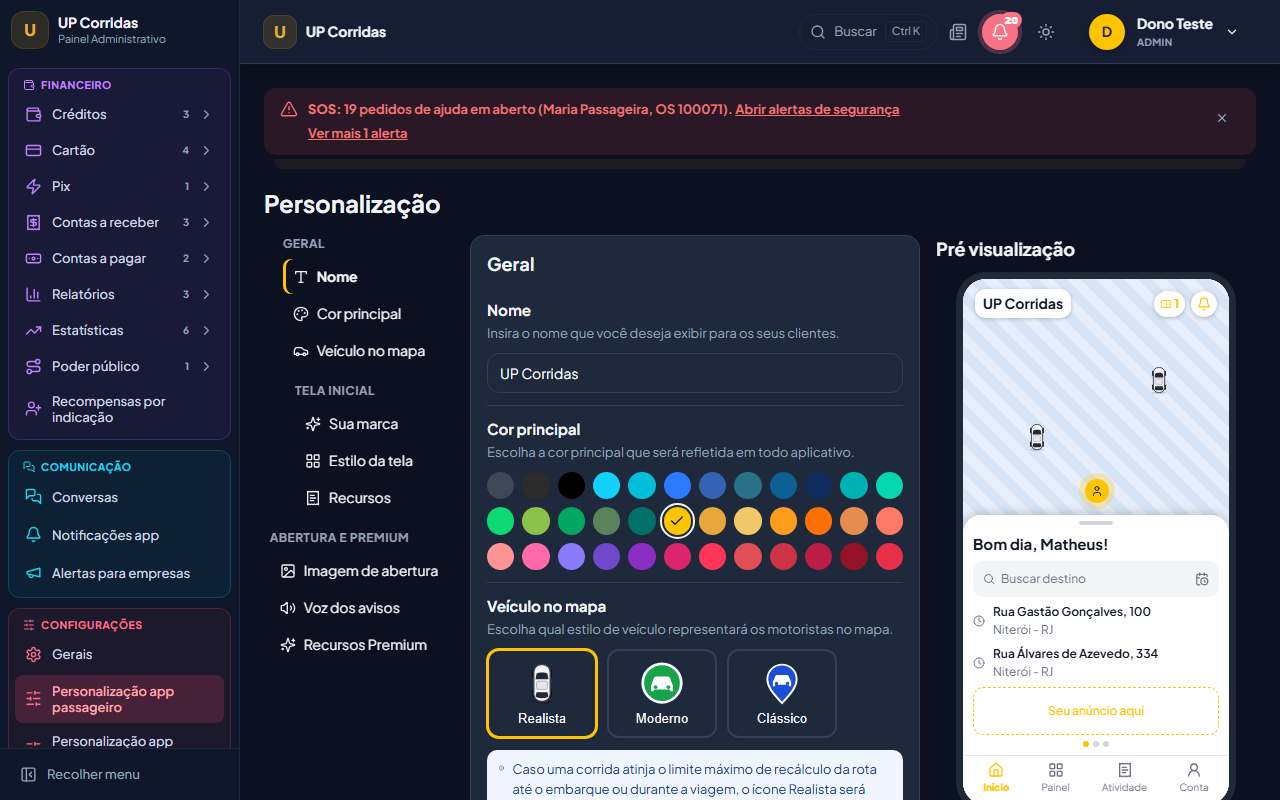 U
UP Corridas
Painel Administrativo
FINANCEIRO
Créditos 3
Cartão 4
Pix 1
Contas a receber 3
Contas a pagar 2
Relatórios 3
Estatísticas 6
Poder público 1
Recompensas por
indicação
COMUNICAÇÃO
Conversas
Notificações app
Alertas para empresas
CONFIGURAÇÕES
Gerais
Personalização app
passageiro
Personalização app
Recolher menu
U UP Corridas
Buscar Ctrl K
20
D
Dono Teste
ADMIN
SOS: 19 pedidos de ajuda em aberto (Maria Passageira, OS 100071). Abrir alertas de segurança
Ver mais 1 alerta
Personalização
GERAL
Nome
Cor principal
Veículo no mapa
TELA INICIAL
Sua marca
Estilo da tela
Recursos
ABERTURA E PREMIUM
Imagem de abertura
Voz dos avisos
Recursos Premium
Geral
Nome
Insira o nome que você deseja exibir para os seus clientes.
UP Corridas
Cor principal
Escolha a cor principal que será refletida em todo aplicativo.
Veículo no mapa
Escolha qual estilo de veículo representará os motoristas no mapa.
Realista Moderno Clássico
Caso uma corrida atinja o limite máximo de recálculo da rota
até o embarque ou durante a viagem, o ícone Realista será
Pré visualização
UP Corridas 1
Bom dia, Matheus!
Buscar destino
Rua Gastão Gonçalves, 100
Niterói - RJ
Rua Álvares de Azevedo, 334
Niterói - RJ
Seu anúncio aqui
Início Painel Atividade Conta